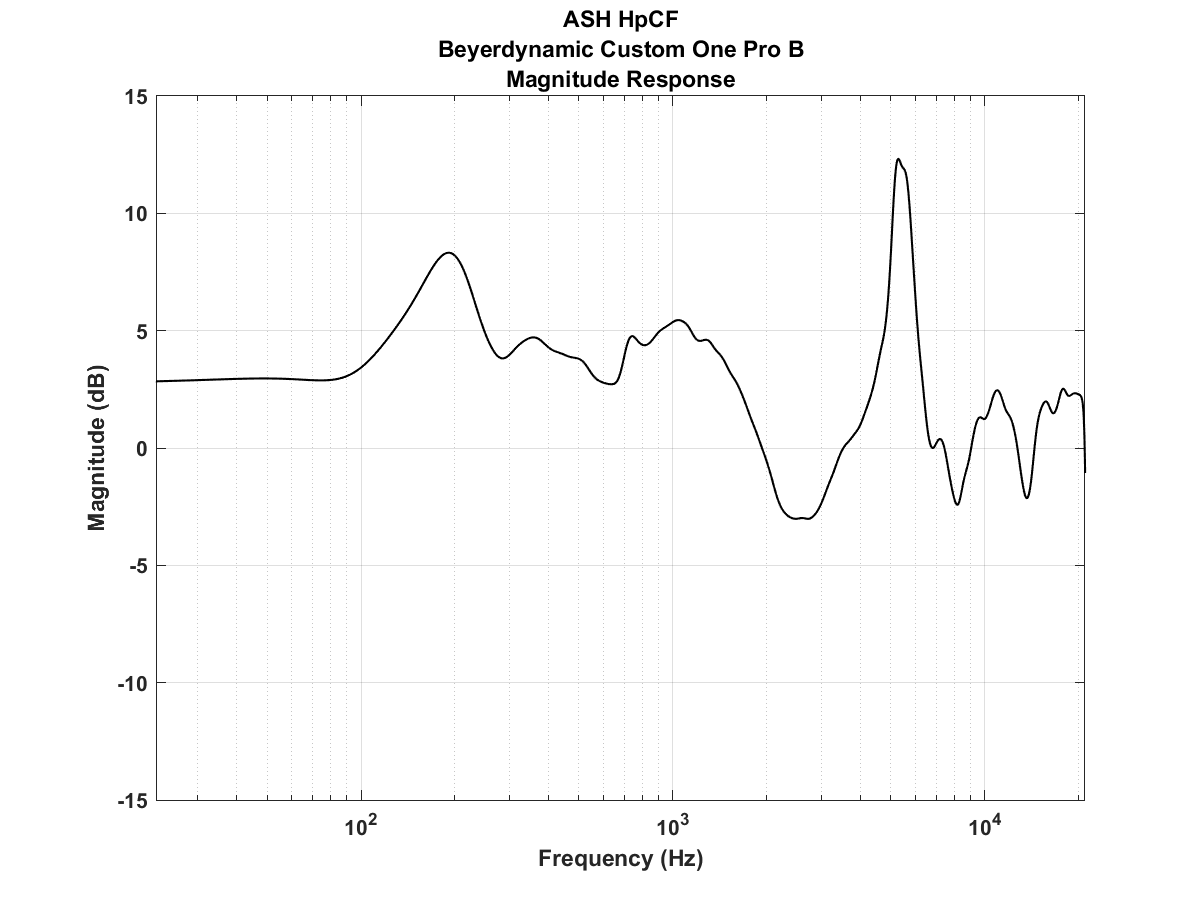 ASH HpCF
Beyerdynamic Custom One Pro B
Magnitude Response
15
10
5
0
-5
-10
-15
Magnitude (dB)
10²
10³
10⁴
Frequency (Hz)